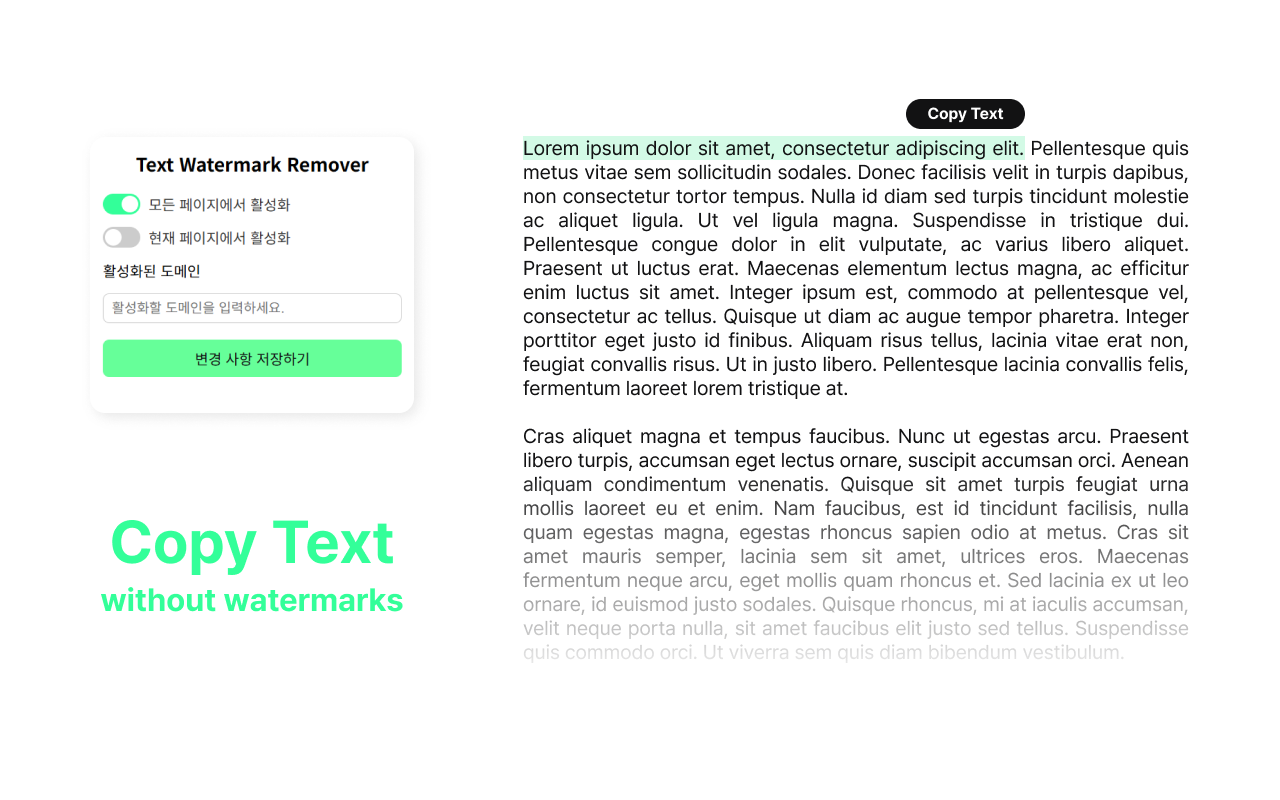 Text Watermark Remover
모든 페이지에서 활성화
현재 페이지에서 활성화
활성화된 도메인
활성화할 도메인을 입력하세요.
변경 사항 저장하기
Copy Text
without watermarks
Copy Text
Lorem ipsum dolor sit amet, consectetur adipiscing elit. Pellentesque quis
metus vitae sem sollicitudin sodales. Donec facilisis velit in turpis dapibus,
non consectetur tortor tempus. Nulla id diam sed turpis tincidunt molestie
ac aliquet ligula. Ut vel ligula magna. Suspendisse in tristique dui.
Pellentesque congue dolor in elit vulputate, ac varius libero aliquet.
Praesent ut luctus erat. Maecenas elementum lectus magna, ac efficitur
enim luctus sit amet. Integer ipsum est, commodo at pellentesque vel,
consectetur ac tellus. Quisque ut diam ac augue tempor pharetra. Integer
porttitor eget justo id finibus. Aliquam risus tellus, lacinia vitae erat non,
feugiat convallis risus. Ut in justo libero. Pellentesque lacinia convallis felis,
fermentum laoreet lorem tristique at.
Cras aliquet magna et tempus faucibus. Nunc ut egestas arcu. Praesent
libero turpis, accumsan eget lectus ornare, suscipit accumsan orci. Aenean
aliquam condimentum venenatis. Quisque sit amet turpis feugiat urna
mollis laoreet eu et enim. Nam faucibus, est id tincidunt facilisis, nulla
quam egestas magna, egestas rhoncus sapien odio at metus. Cras sit
amet mauris semper, lacinia sem sit amet, ultrices eros. Maecenas
fermentum neque arcu, eget mollis quam rhoncus et. Sed lacinia ex ut leo
ornare, id euismod justo sodales. Quisque rhoncus, mi at iaculis accumsan,
velit neque porta nulla, sit amet faucibus elit justo sed tellus. Suspendisse
quis commodo orci. Ut viverra sem quis diam bibendum vestibulum.